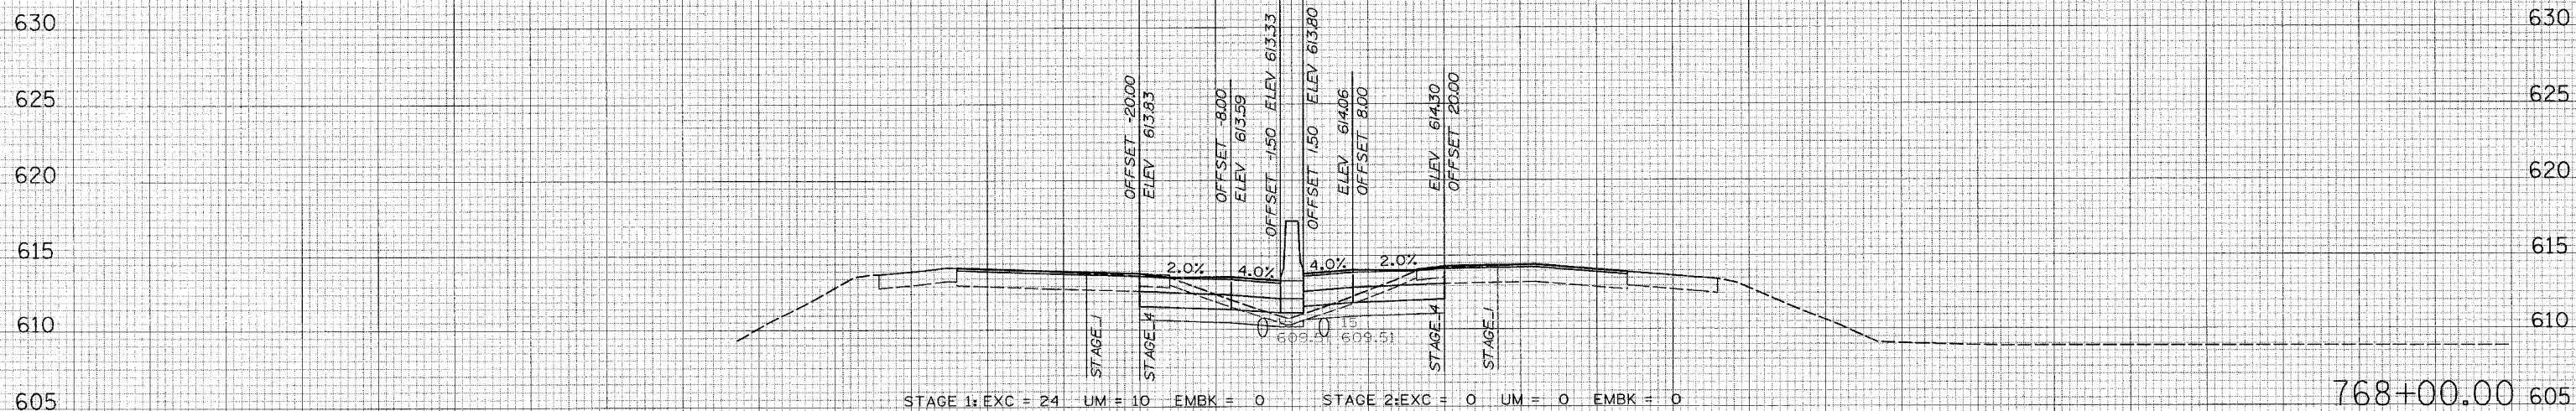 630
625
620
615
610
605
OFFSET -20.00
ELEV 613.83
OFFSET -8.00
ELEV 613.59
OFFSET -1.50 ELEV 613.33
OFFSET 1.50 ELEV 613.80
ELEV 614.06
OFFSET 8.00
ELEV 614.30
OFFSET 20.00
2.0%
4.0%
4.0%
2.0%
STAGE_1
STAGE_4
15
609.51
609.51
STAGE_4
STAGE_1
STAGE 1: EXC = 24 UM = 10 EMBK = 0
STAGE 2:EXC = 0 UM = 0 EMBK = 0
768+00.00
630
625
620
615
610
605